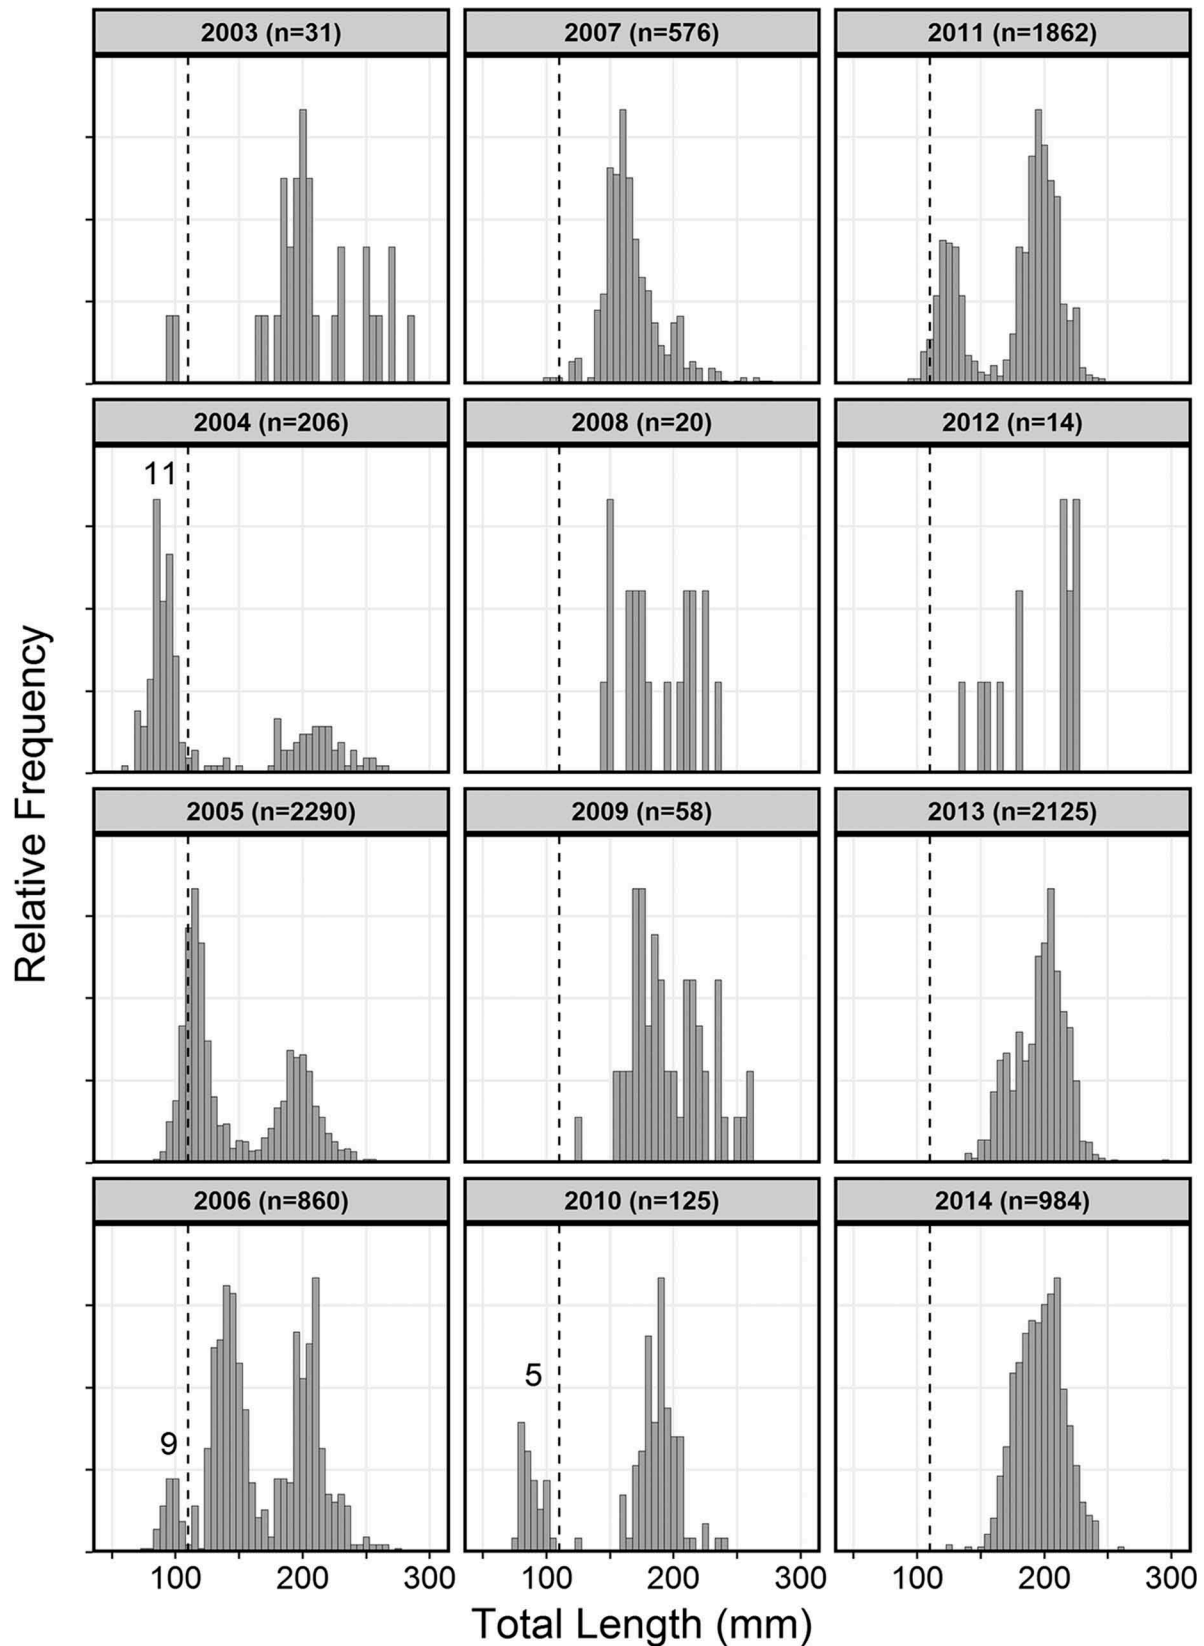 2003 (n=31)
2007 (n=576)
2011 (n=1862)
2004 (n=206)
2008 (n=20)
2012 (n=14)
11
2005 (n=2290)
2009 (n=58)
2013 (n=2125)
2006 (n=860)
2010 (n=125)
2014 (n=984)
9
5
Relative Frequency
100 200 300 100 200 300 100 200 300
Total Length (mm)